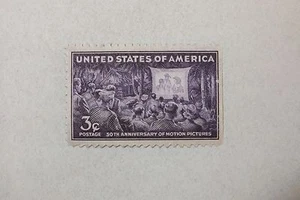 UNITED STATES OF AMERICA
3¢
POSTAGE 50TH ANNIVERSARY OF MOTION PICTURES